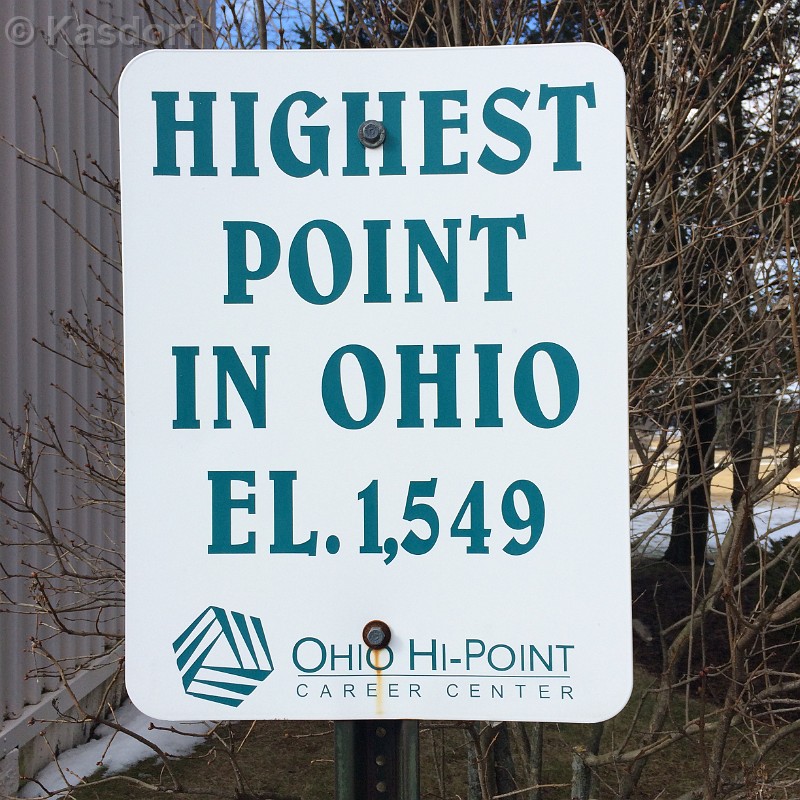 © Kasdorf
HIGHEST
POINT
IN OHIO
EL. 1,549
OHIO HI-POINT
CAREER CENTER